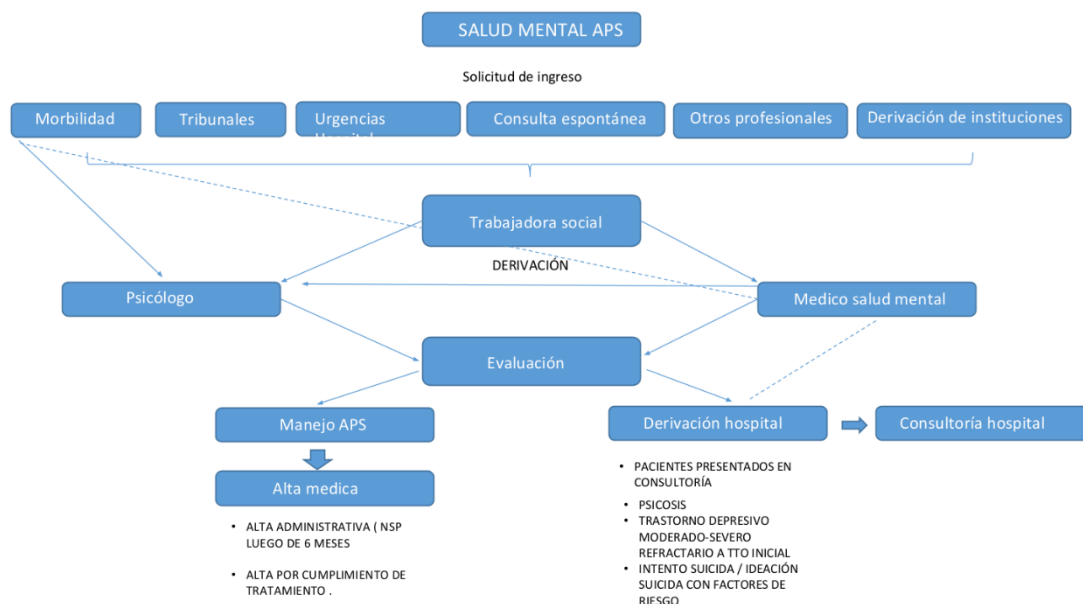 SALUD MENTAL APS
Solicitud de ingreso
Morbilidad
Tribunales
Urgencias
Hospital
Consulta espontánea
Otros profesionales
Derivación de instituciones
Trabajadora social
DERIVACIÓN
Psicólogo
Medico salud mental
Evaluación
Manejo APS
Derivación hospital
Consultoría hospital
Alta medica
• ALTA ADMINISTRATIVA ( NSP
LUEGO DE 6 MESES
• ALTA POR CUMPLIMIENTO DE
TRATAMIENTO .
• PACIENTES PRESENTADOS EN
CONSULTORÍA
• PSICOSIS
• TRASTORNO DEPRESIVO
MODERADO-SEVERO
REFRACTARIO A TTO INICIAL
• INTENTO SUICIDA / IDEACIÓN
SUICIDA CON FACTORES DE
RIESGO